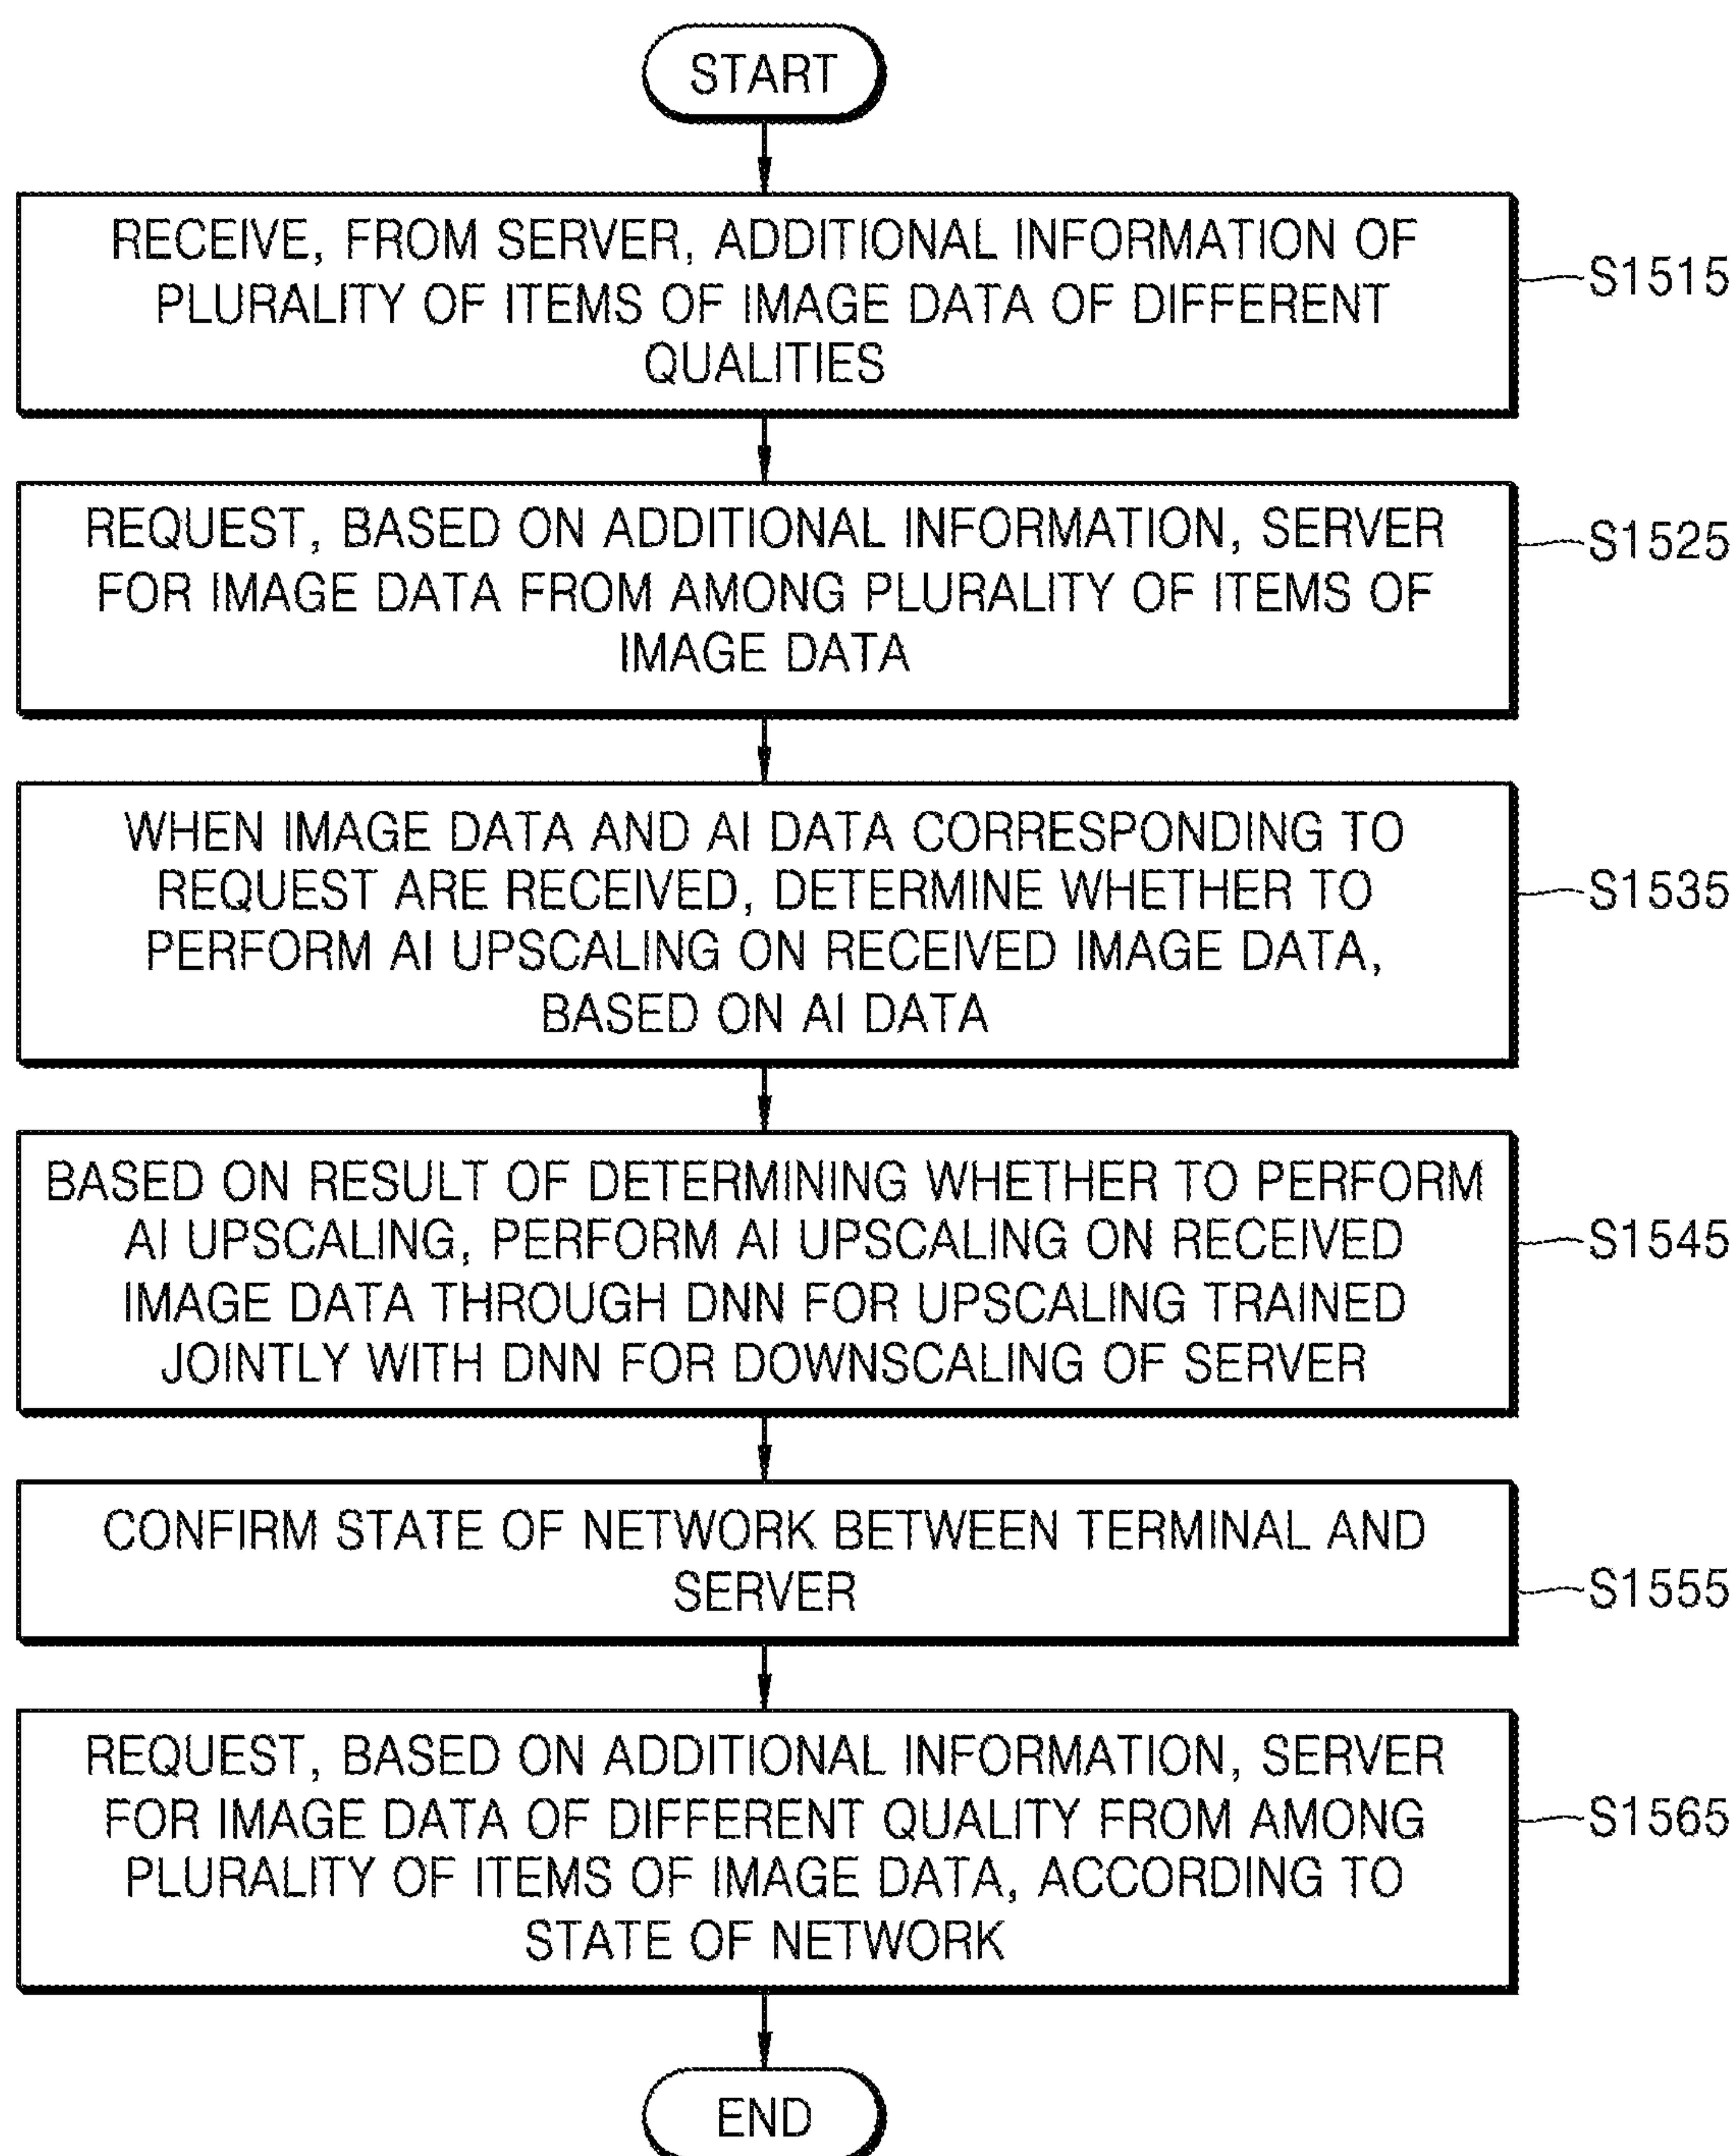 START
RECEIVE, FROM SERVER, ADDITIONAL INFORMATION OF
PLURALITY OF ITEMS OF IMAGE DATA OF DIFFERENT
QUALITIES
S1515
REQUEST, BASED ON ADDITIONAL INFORMATION, SERVER
FOR IMAGE DATA FROM AMONG PLURALITY OF ITEMS OF
IMAGE DATA
S1525
WHEN IMAGE DATA AND AI DATA CORRESPONDING TO
REQUEST ARE RECEIVED, DETERMINE WHETHER TO
PERFORM AI UPSCALING ON RECEIVED IMAGE DATA,
BASED ON AI DATA
S1535
BASED ON RESULT OF DETERMINING WHETHER TO PERFORM
AI UPSCALING, PERFORM AI UPSCALING ON RECEIVED
IMAGE DATA THROUGH DNN FOR UPSCALING TRAINED
JOINTLY WITH DNN FOR DOWNSCALING OF SERVER
S1545
CONFIRM STATE OF NETWORK BETWEEN TERMINAL AND
SERVER
S1555
REQUEST, BASED ON ADDITIONAL INFORMATION, SERVER
FOR IMAGE DATA OF DIFFERENT QUALITY FROM AMONG
PLURALITY OF ITEMS OF IMAGE DATA, ACCORDING TO
STATE OF NETWORK
S1565
END